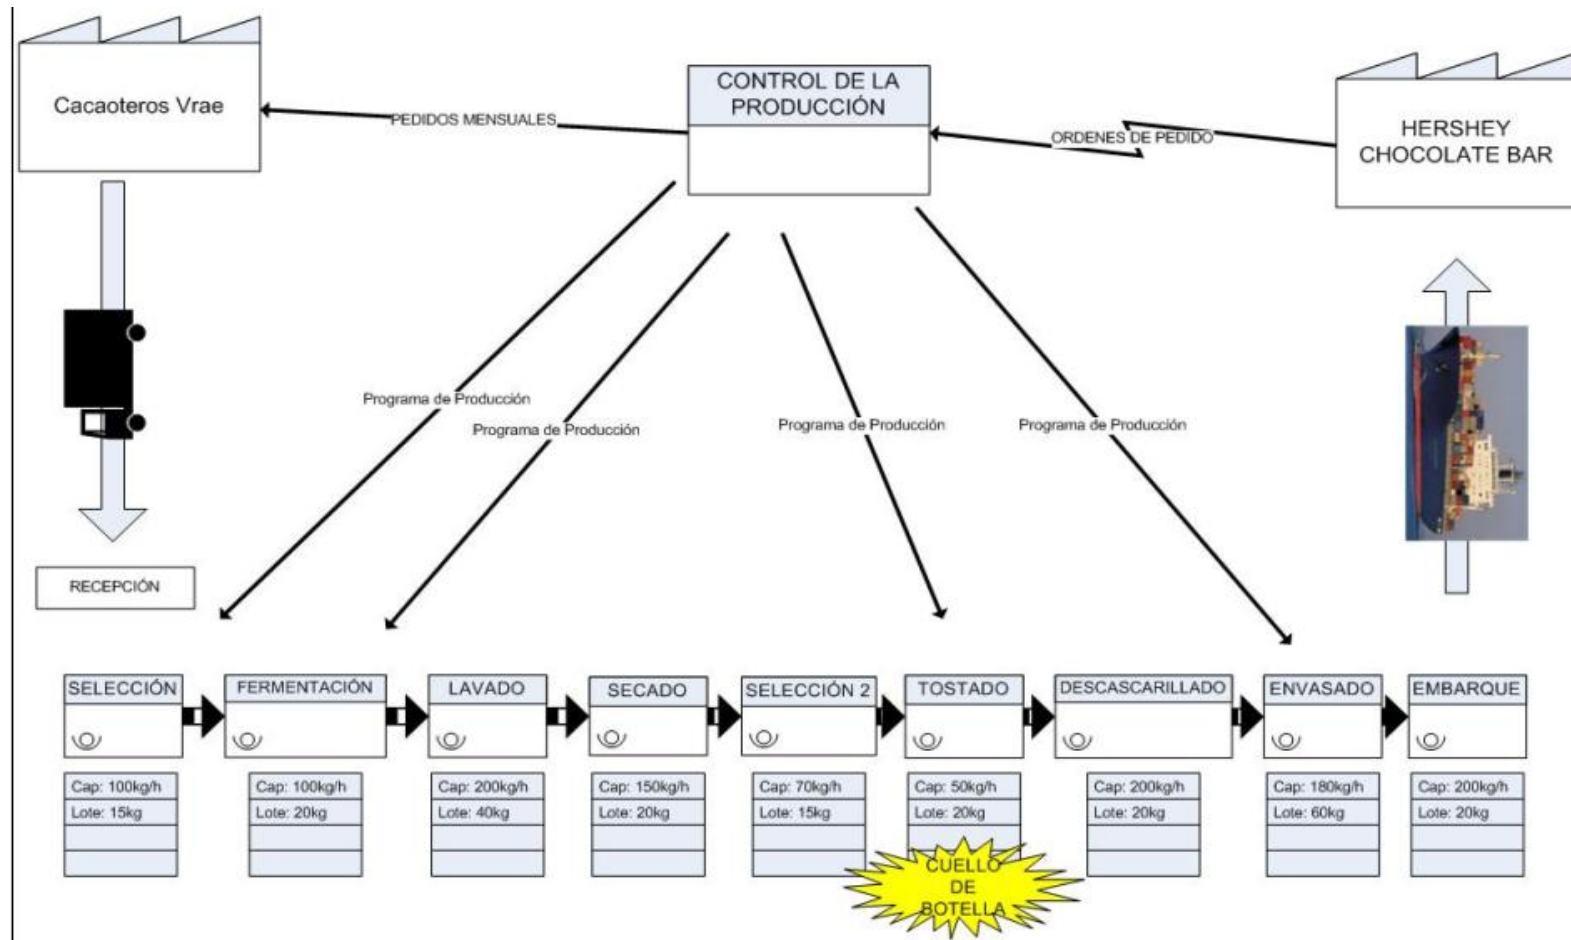 Cacaoteros Vrae
PEDIDOS MENSUALES
CONTROL DE LA
PRODUCCIÓN
ORDENES DE PEDIDO
HERSHEY
CHOCOLATE BAR
Programa de Producción
Programa de Producción
Programa de Producción
Programa de Producción
RECEPCIÓN
SELECCIÓN
FERMENTACIÓN
LAVADO
SECADO
SELECCIÓN 2
TOSTADO
DESCASCARILLADO
ENVASADO
EMBARQUE
Cap: 100kg/h
Lote: 15kg
Cap: 100kg/h
Lote: 20kg
Cap: 200kg/h
Lote: 40kg
Cap: 150kg/h
Lote: 20kg
Cap: 70kg/h
Lote: 15kg
Cap: 50kg/h
Lote: 20kg
Cap: 200kg/h
Lote: 20kg
Cap: 180kg/h
Lote: 60kg
Cap: 200kg/h
Lote: 20kg
CUELLO
DE
BOTELLA